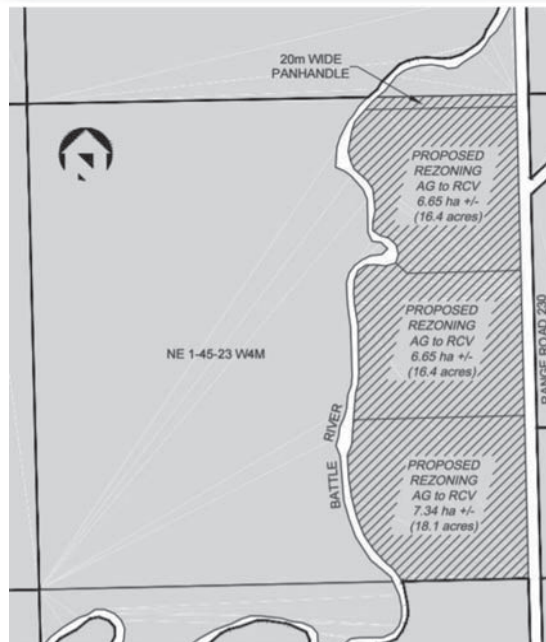 20m WIDE
PANHANDLE
PROPOSED
REZONING
AG to RCV
6.65 ha +/-
(16.4 acres)
RANGE ROAD 230
PROPOSED
REZONING
AG to RCV
6.65 ha +/-
(16.4 acres)
NE 1-45-23 W4M
BATTLE RIVER
PROPOSED
REZONING
AG to RCV
7.34 ha +/-
(18.1 acres)